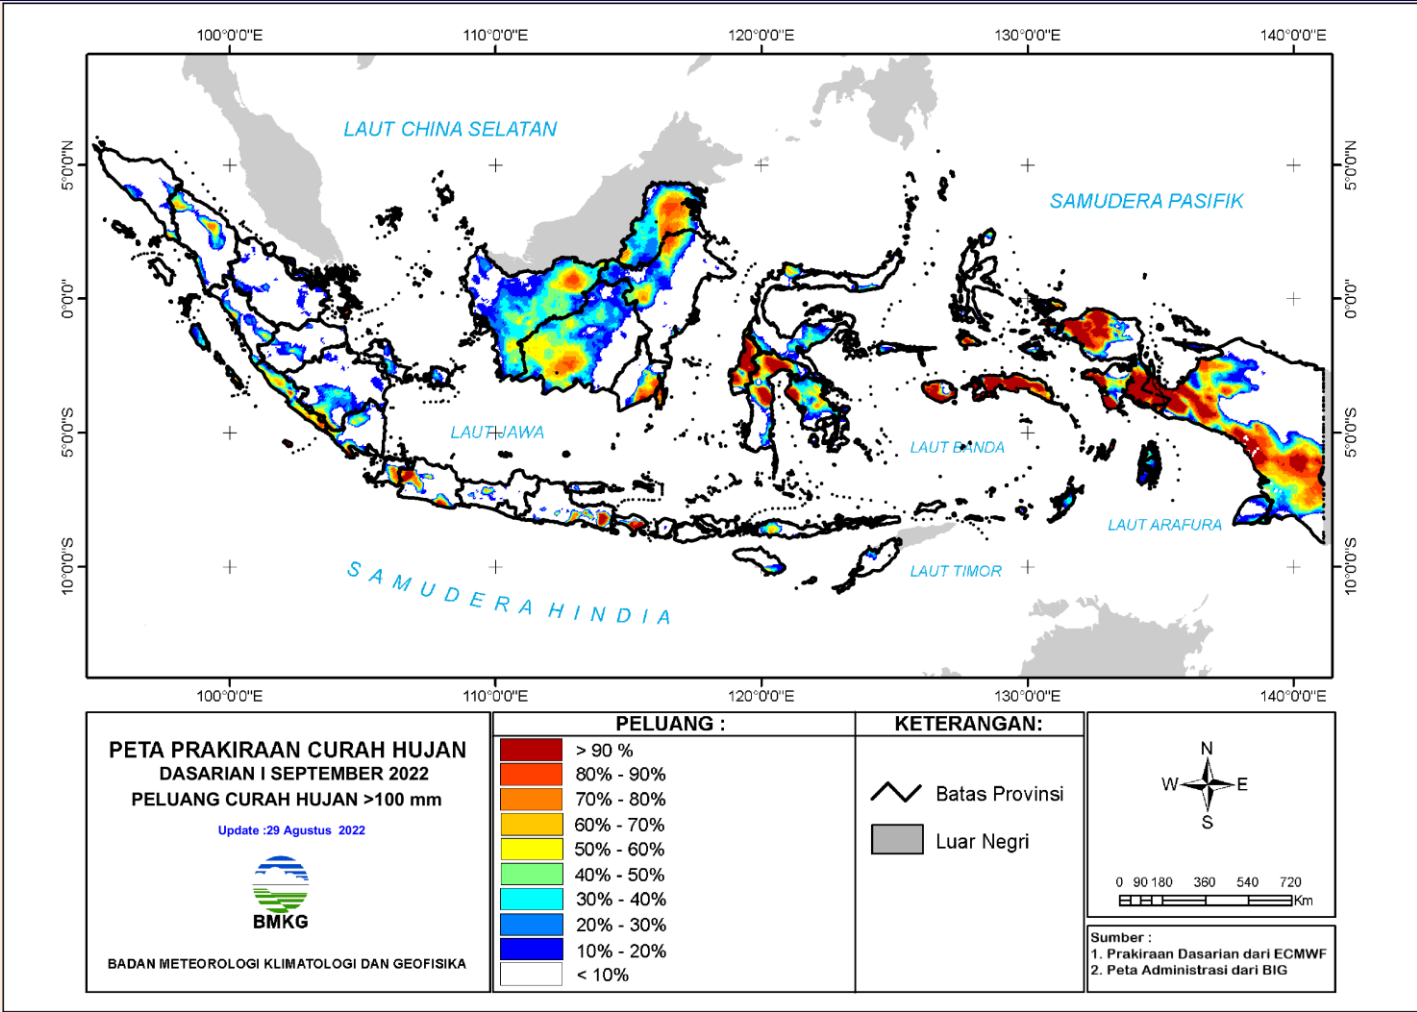 100°0'0"E 110°0'0"E 120°0'0"E 130°0'0"E 140°0'0"E
5°0'0"N
0°0'0"
5°0'0"S
10°0'0"S
LAUT CHINA SELATAN
SAMUDERA PASIFIK
LAUT JAWA
LAUT BANDA
LAUT ARAFURA
LAUT TIMOR
SAMUDERA HINDIA
5°0'0"N
0°0'0"
5°0'0"S
10°0'0"S
100°0'0"E 110°0'0"E 120°0'0"E 130°0'0"E 140°0'0"E
PETA PRAKIRAAN CURAH HUJAN
DASARIAN I SEPTEMBER 2022
PELUANG CURAH HUJAN >100 mm
Update :29 Agustus 2022
BMKG
BADAN METEOROLOGI KLIMATOLOGI DAN GEOFISIKA
PELUANG :
> 90 %
80% - 90%
70% - 80%
60% - 70%
50% - 60%
40% - 50%
30% - 40%
20% - 30%
10% - 20%
< 10%
KETERANGAN:
Batas Provinsi
Luar Negri
N
W E
S
0 90 180 360 540 720
Km
Sumber :
1. Prakiraan Dasarian dari ECMWF
2. Peta Administrasi dari BIG